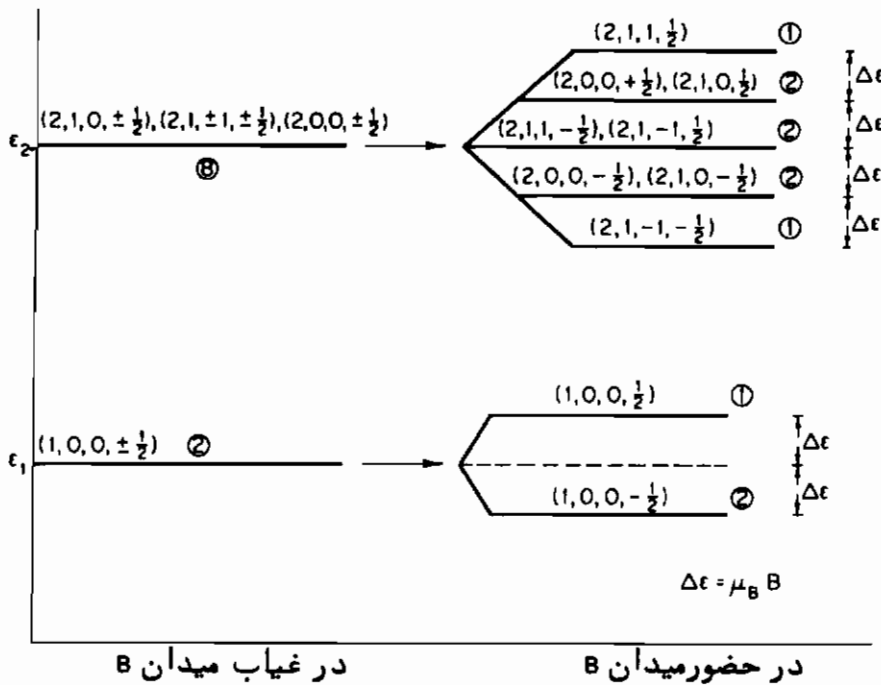 (2,1,1,½) ①
(2,0,0,+½),(2,1,0,½) ② Δε
(2,1,0,±½),(2,1,±1,±½),(2,0,0,±½) (2,1,1,-½),(2,1,-1,½) ② Δε
ε₂ ⑧
(2,0,0,-½),(2,1,0,-½) ② Δε
(2,1,-1,-½) ① Δε
(1,0,0,½) ①
ε₁ (1,0,0,±½) ② Δε
(1,0,0,-½) ② Δε
Δε = μ_B B
در غیاب میدان B
در حضورمیدان B